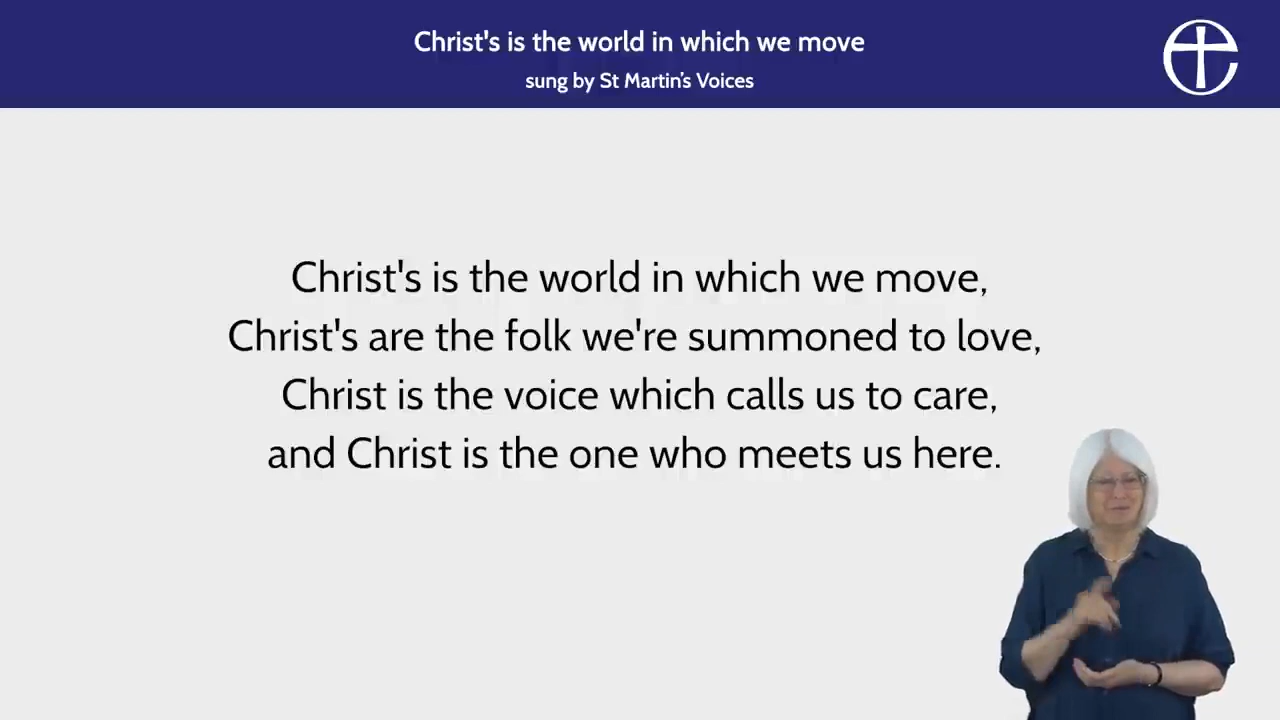 Christ's is the world in which we move
sung by St Martin's Voices
Christ's is the world in which we move,
Christ's are the folk we're summoned to love,
Christ is the voice which calls us to care,
and Christ is the one who meets us here.